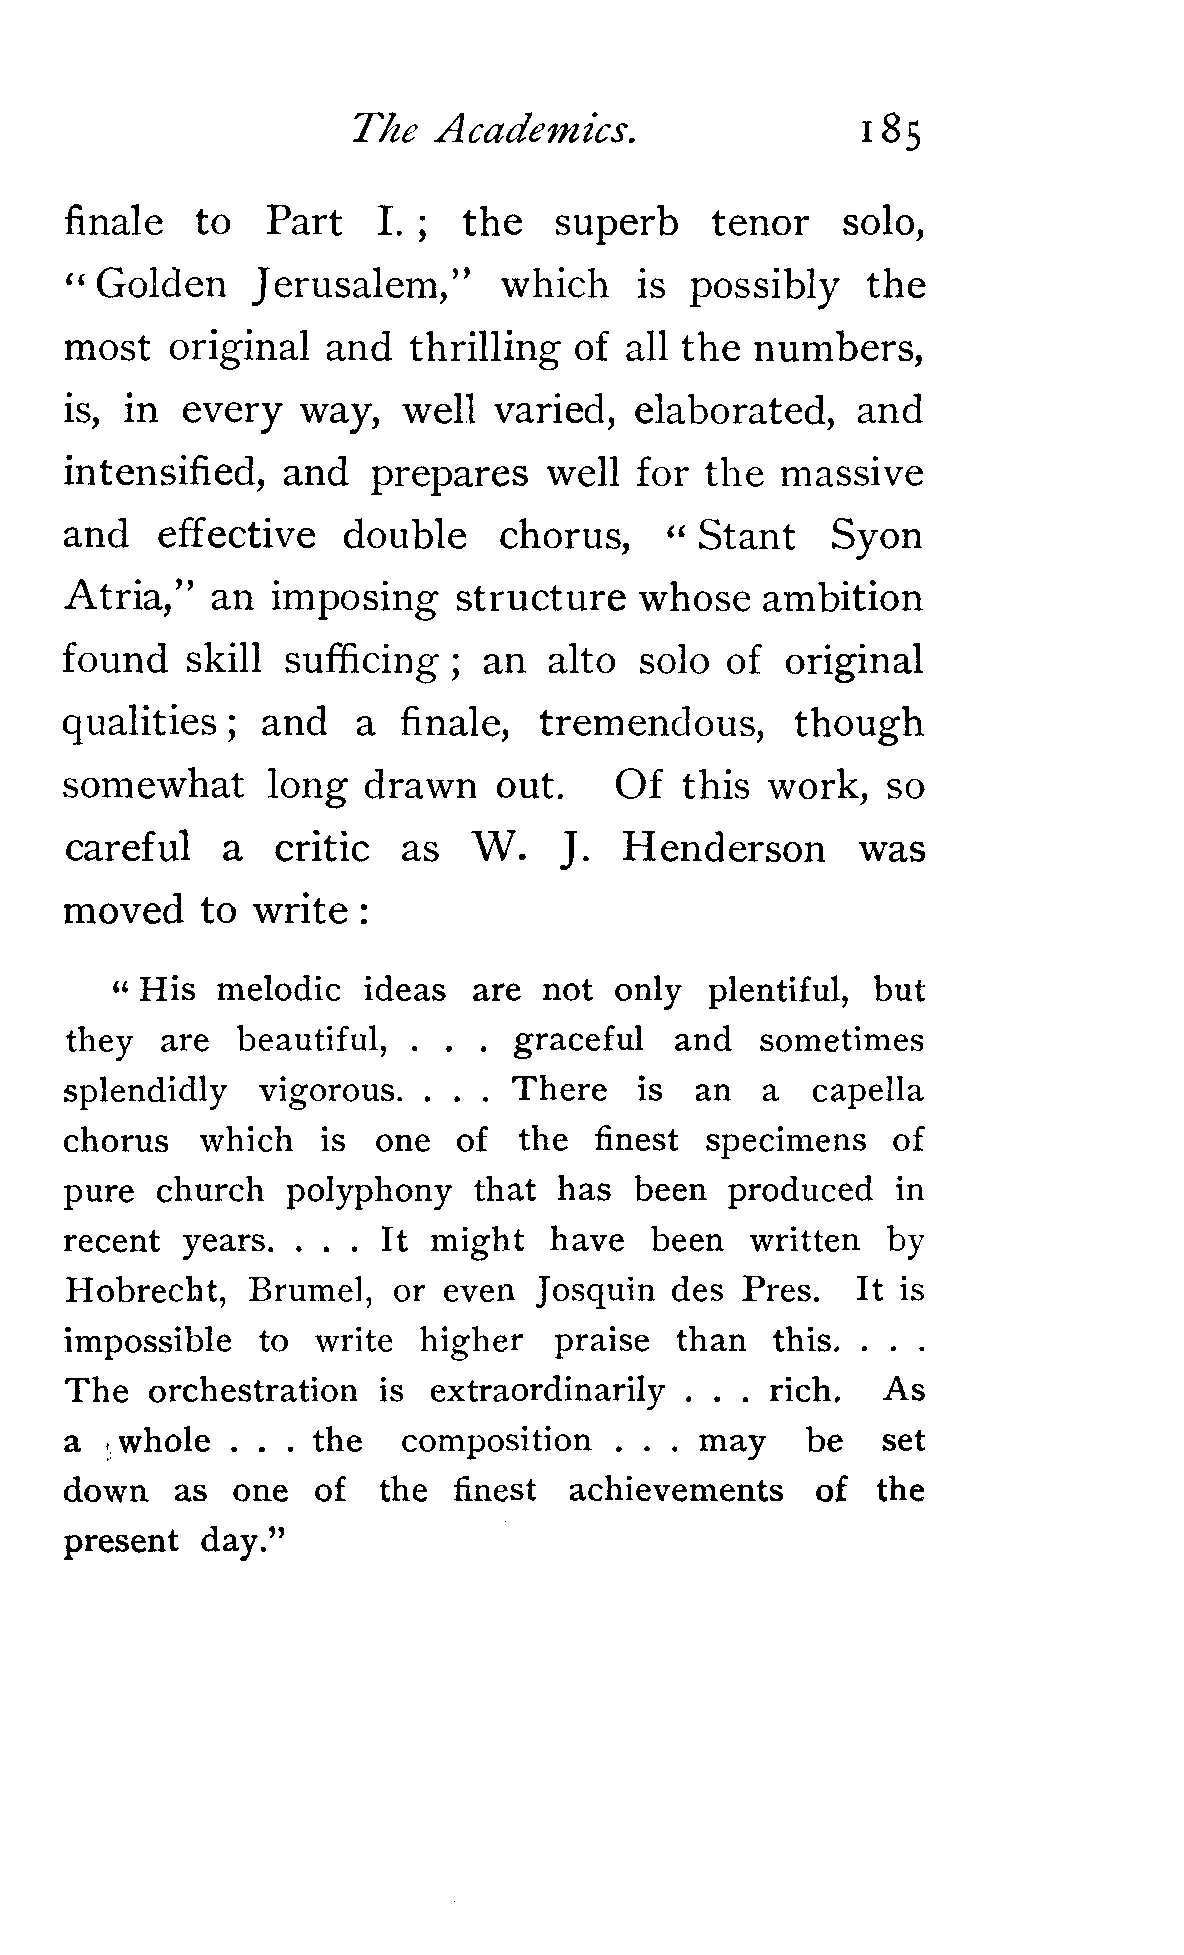 The Academics. 185
finale to Part I. ; the superb tenor solo,
“ Golden Jerusalem,” which is possibly the
most original and thrilling of all the numbers,
is, in every way, well varied, elaborated, and
intensified, and prepares well for the massive
and effective double chorus, “ Stant Syon
Atria,” an imposing structure whose ambition
found skill sufficing ; an alto solo of original
qualities ; and a finale, tremendous, though
somewhat long drawn out. Of this work, so
careful a critic as W. J. Henderson was
moved to write :
“ His melodic ideas are not only plentiful, but
they are beautiful, . . . graceful and sometimes
splendidly vigorous. . . . There is an a capella
chorus which is one of the finest specimens of
pure church polyphony that has been produced in
recent years. . . . It might have been written by
Hobrecht, Brumel, or even Josquin des Pres. It is
impossible to write higher praise than this. . . .
The orchestration is extraordinarily . . . rich. As
a whole . . . the composition . . . may be set
down as one of the finest achievements of the
present day.”